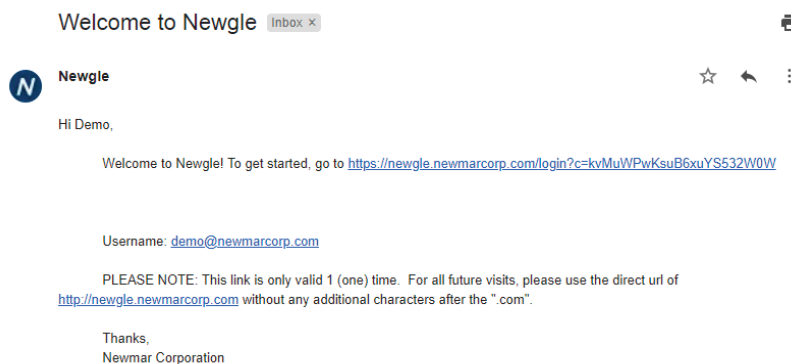 Welcome to Newgle Inbox ×
N
Newgle
Hi Demo,
Welcome to Newgle! To get started, go to https://newgle.newmarcorp.com/login?c=kvMuWPwKsuB6xuYS532W0W
Username: demo@newmarcorp.com
PLEASE NOTE: This link is only valid 1 (one) time.  For all future visits, please use the direct url of
http://newgle.newmarcorp.com without any additional characters after the ".com".
Thanks,
Newmar Corporation